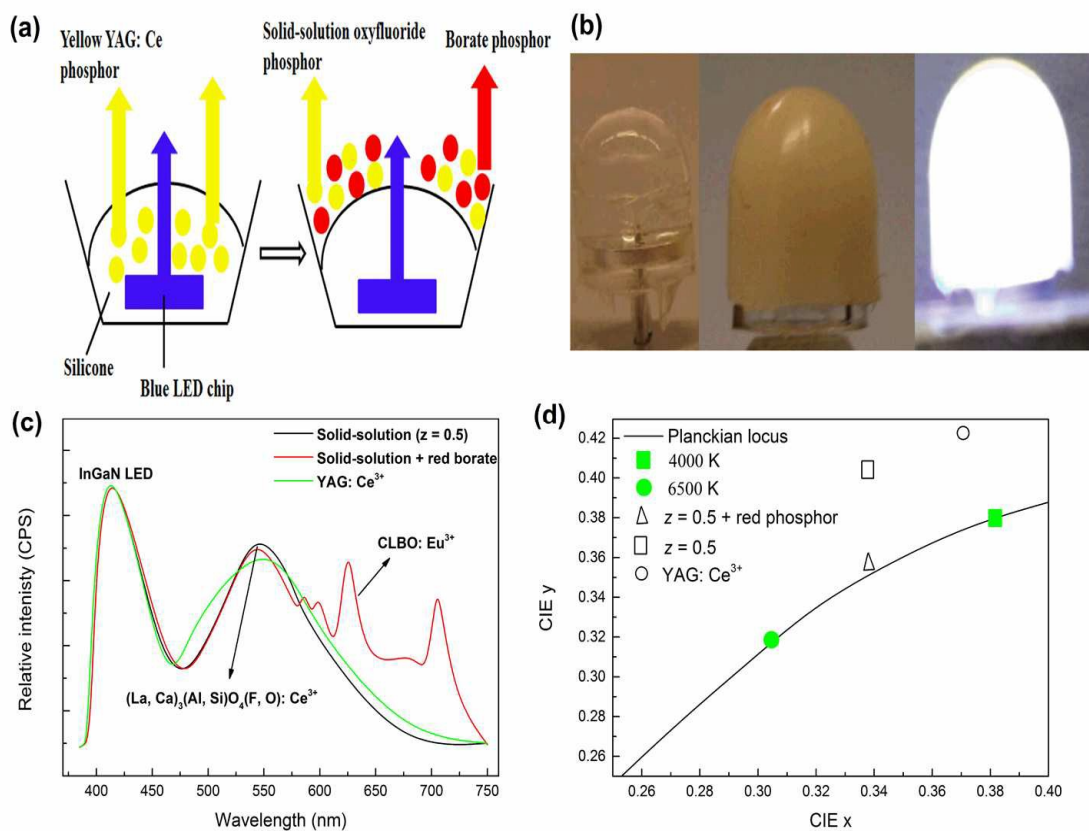 (a)
Yellow YAG: Ce
phosphor
Solid-solution oxyfluoride
phosphor
Borate phosphor
Silicone
Blue LED chip
(b)
(c)
InGaN LED
Solid-solution (z = 0.5)
Solid-solution + red borate
YAG: Ce³⁺
CLBO: Eu³⁺
(La, Ca)₃(Al, Si)O₄(F, O): Ce³⁺
Relative intenisty (CPS)
400 450 500 550 600 650 700 750
Wavelength (nm)
(d)
Planckian locus
4000 K
6500 K
z = 0.5 + red phosphor
z = 0.5
YAG: Ce³⁺
CIE y
0.42
0.40
0.38
0.36
0.34
0.32
0.30
0.28
0.26
0.26 0.28 0.30 0.32 0.34 0.36 0.38 0.40
CIE x